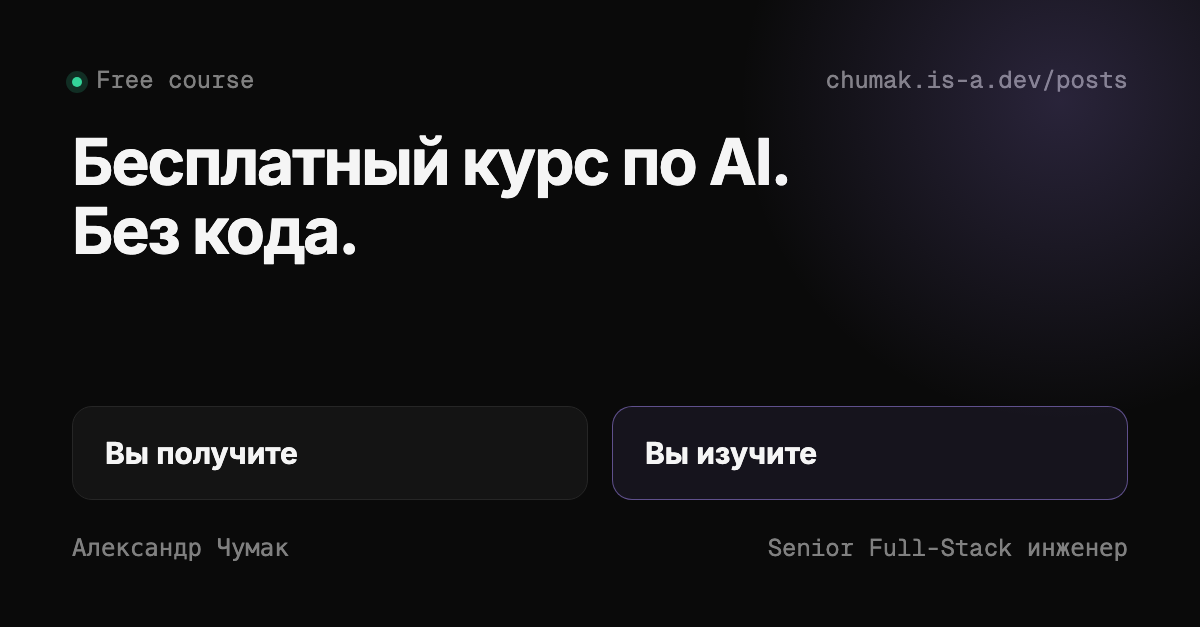 Free course
chumak.is-a.dev/posts
Бесплатный курс по AI.
Без кода.
Вы получите
Вы изучите
Александр Чумак
Senior Full-Stack инженер